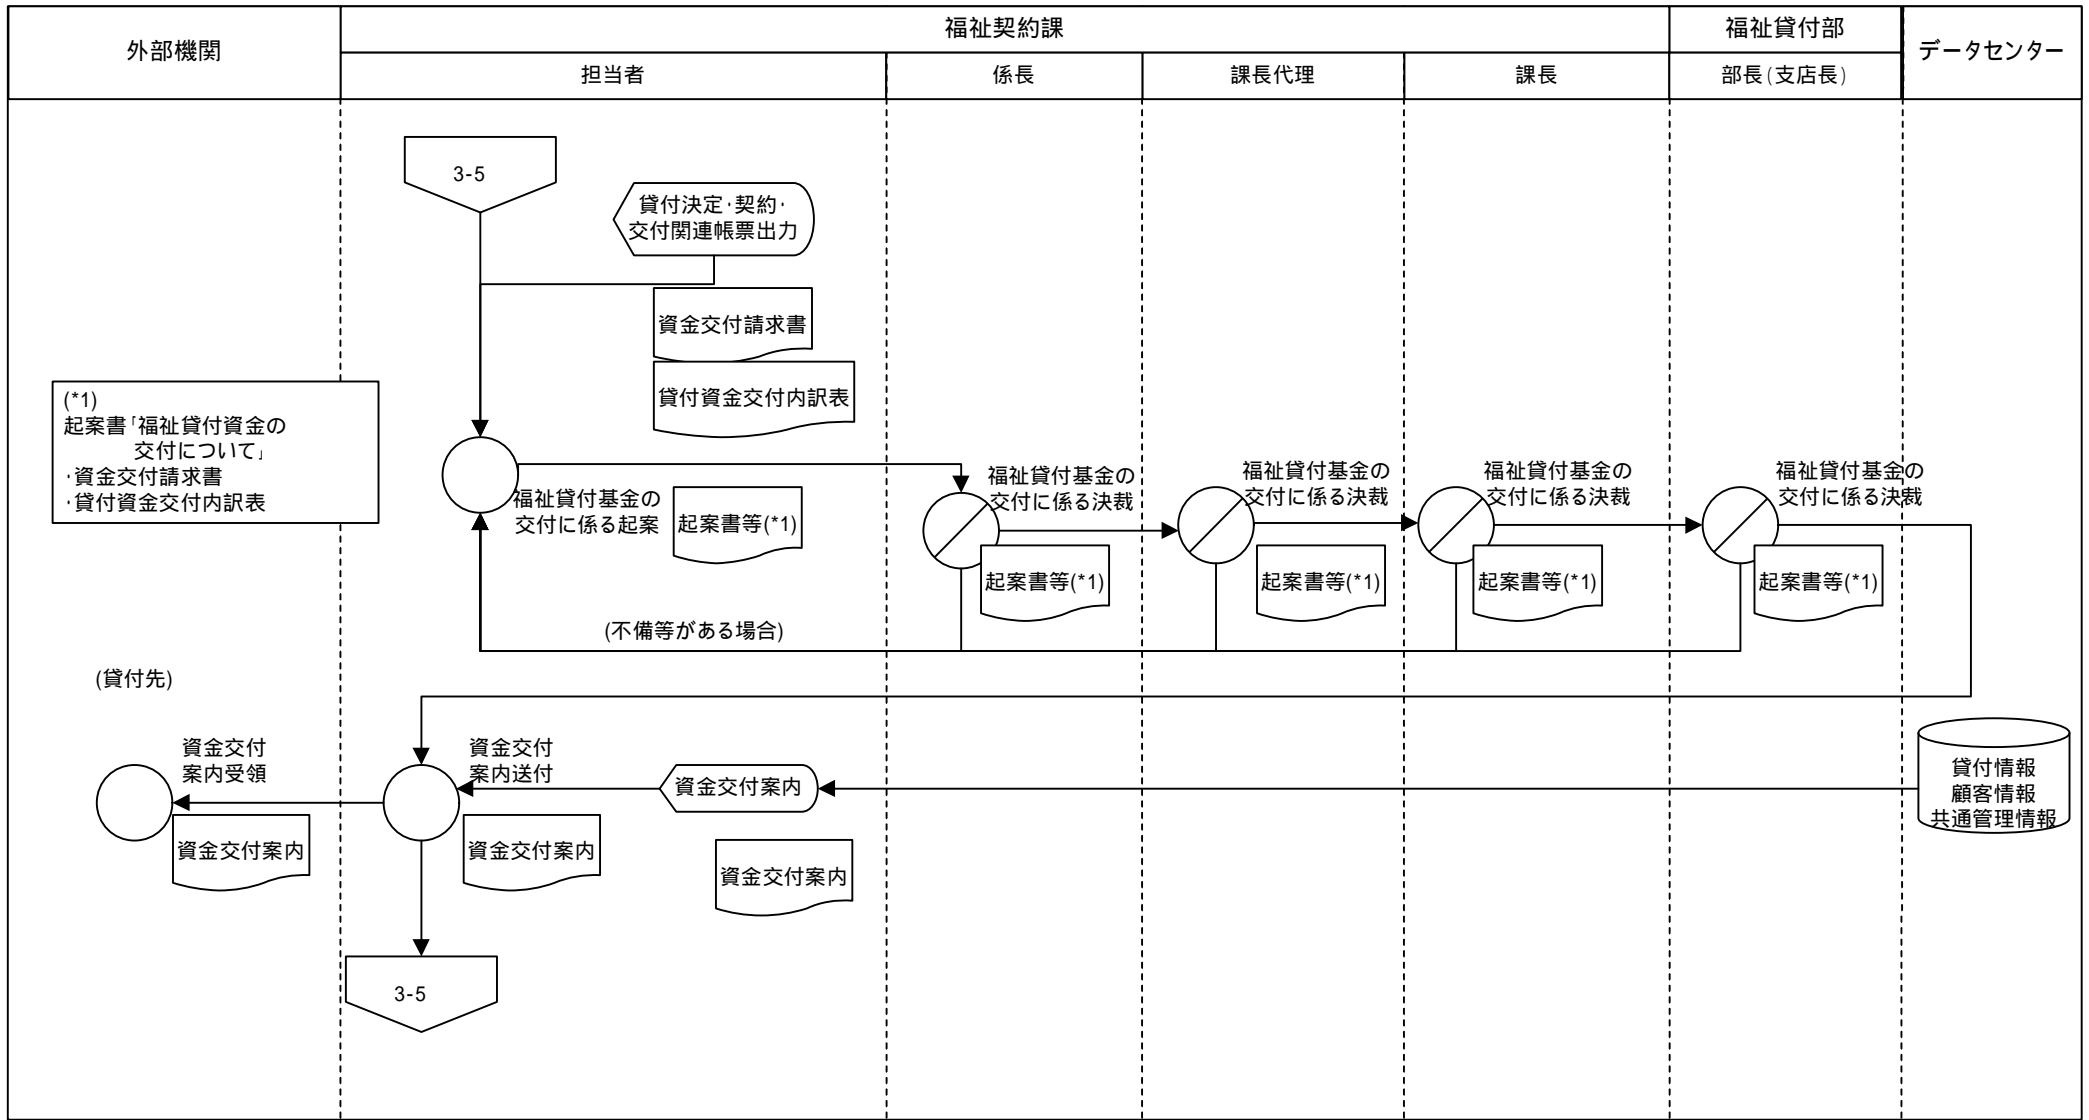 外部機関
福祉契約課
福祉貸付部
データセンター
担当者
係長
課長代理
課長
部長(支店長)
3-5
貸付決定・契約・
交付関連帳票出力
資金交付請求書
貸付資金交付内訳表
(*1)
起案書「福祉貸付資金の
交付について」
・資金交付請求書
・貸付資金交付内訳表
福祉貸付基金の
交付に係る起案
起案書等(*1)
福祉貸付基金の
交付に係る決裁
起案書等(*1)
福祉貸付基金の
交付に係る決裁
起案書等(*1)
福祉貸付基金の
交付に係る決裁
起案書等(*1)
福祉貸付基金の
交付に係る決裁
起案書等(*1)
(不備等がある場合)
(貸付先)
資金交付
案内受領
資金交付案内
資金交付
案内送付
資金交付案内
資金交付案内
資金交付案内
貸付情報
顧客情報
共通管理情報
3-5